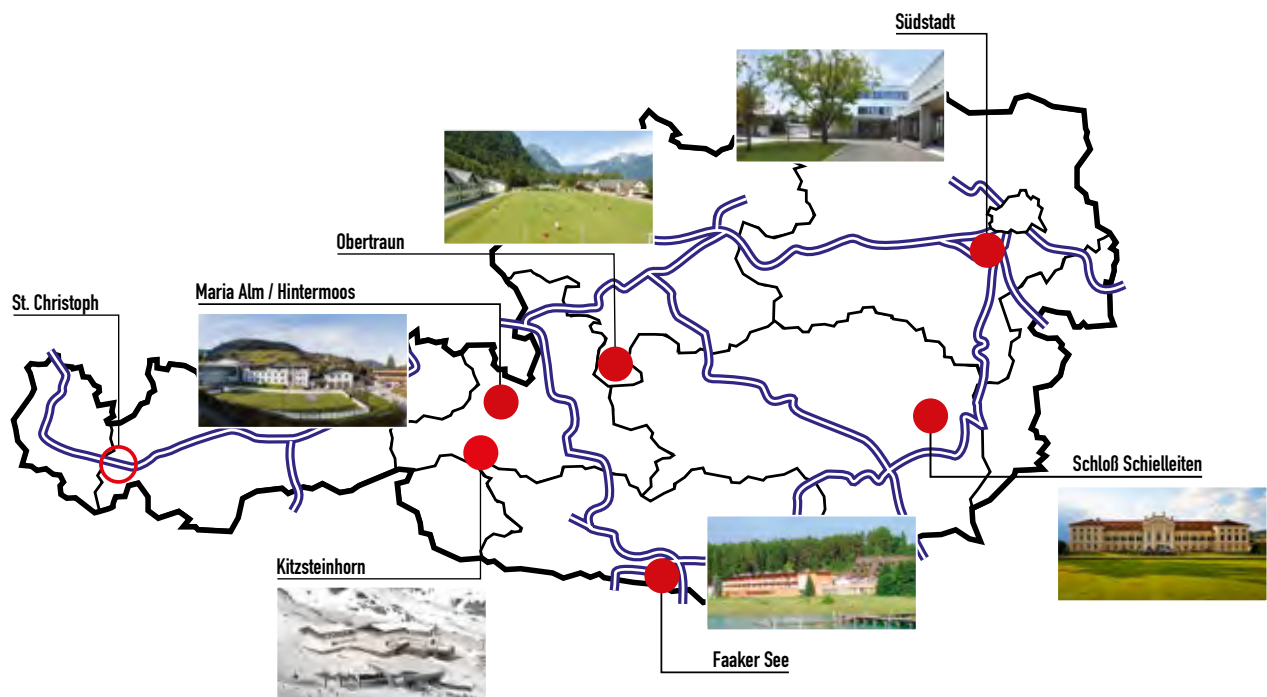 Südstadt
Obertraun
Maria Alm / Hintermoos
St. Christoph
Schloß Schielleiten
Kitzsteinhorn
Faaker See